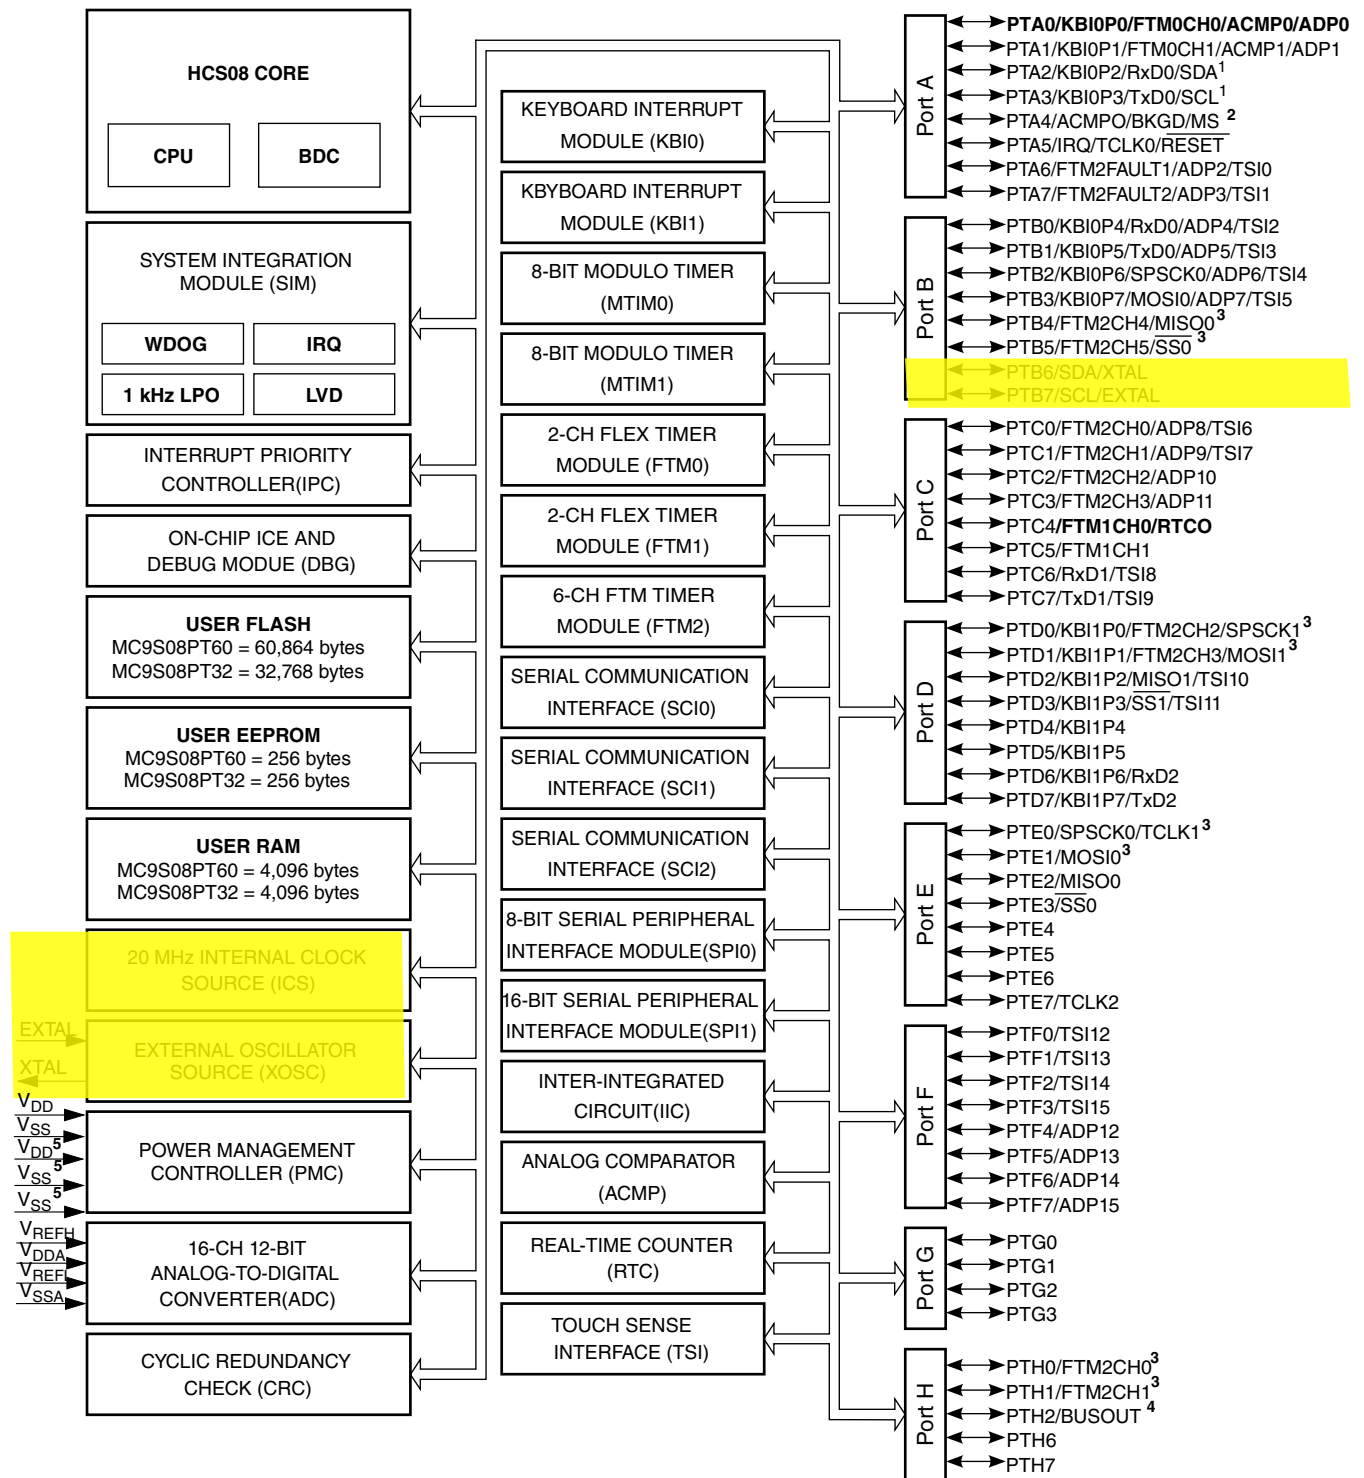 HCS08 CORE
CPU
BDC
SYSTEM INTEGRATION
MODULE (SIM)
WDOG
IRQ
1 kHz LPO
LVD
INTERRUPT PRIORITY
CONTROLLER(IPC)
ON-CHIP ICE AND
DEBUG MODUE (DBG)
USER FLASH
MC9S08PT60 = 60,864 bytes
MC9S08PT32 = 32,768 bytes
USER EEPROM
MC9S08PT60 = 256 bytes
MC9S08PT32 = 256 bytes
USER RAM
MC9S08PT60 = 4,096 bytes
MC9S08PT32 = 4,096 bytes
20 MHz INTERNAL CLOCK
SOURCE (ICS)
EXTAL
XTAL
EXTERNAL OSCILLATOR
SOURCE (XOSC)
VDD
VSS
VDD5
VSS5
VSS5
POWER MANAGEMENT
CONTROLLER (PMC)
VREFH
VDDA
VREFL
VSSA
16-CH 12-BIT
ANALOG-TO-DIGITAL
CONVERTER(ADC)
CYCLIC REDUNDANCY
CHECK (CRC)
KEYBOARD INTERRUPT
MODULE (KBI0)
KBYBOARD INTERRUPT
MODULE (KBI1)
8-BIT MODULO TIMER
(MTIM0)
8-BIT MODULO TIMER
(MTIM1)
2-CH FLEX TIMER
MODULE (FTM0)
2-CH FLEX TIMER
MODULE (FTM1)
6-CH FTM TIMER
MODULE (FTM2)
SERIAL COMMUNICATION
INTERFACE (SCI0)
SERIAL COMMUNICATION
INTERFACE (SCI1)
SERIAL COMMUNICATION
INTERFACE (SCI2)
8-BIT SERIAL PERIPHERAL
INTERFACE MODULE(SPI0)
16-BIT SERIAL PERIPHERAL
INTERFACE MODULE(SPI1)
INTER-INTEGRATED
CIRCUIT(IIC)
ANALOG COMPARATOR
(ACMP)
REAL-TIME COUNTER
(RTC)
TOUCH SENSE
INTERFACE (TSI)
Port A
PTA0/KBI0P0/FTM0CH0/ACMP0/ADP0
PTA1/KBI0P1/FTM0CH1/ACMP1/ADP1
PTA2/KBI0P2/RxD0/SDA1
PTA3/KBI0P3/TxD0/SCL1
PTA4/ACMPO/BKGD/MS 2
PTA5/IRQ/TCLK0/RESET
PTA6/FTM2FAULT1/ADP2/TSI0
PTA7/FTM2FAULT2/ADP3/TSI1
Port B
PTB0/KBI0P4/RxD0/ADP4/TSI2
PTB1/KBI0P5/TxD0/ADP5/TSI3
PTB2/KBI0P6/SPSCK0/ADP6/TSI4
PTB3/KBI0P7/MOSI0/ADP7/TSI5
PTB4/FTM2CH4/MISO0 3
PTB5/FTM2CH5/SS0 3
PTB6/SDA/XTAL
PTB7/SCL/EXTAL
Port C
PTC0/FTM2CH0/ADP8/TSI6
PTC1/FTM2CH1/ADP9/TSI7
PTC2/FTM2CH2/ADP10
PTC3/FTM2CH3/ADP11
PTC4/FTM1CH0/RTCO
PTC5/FTM1CH1
PTC6/RxD1/TSI8
PTC7/TxD1/TSI9
Port D
PTD0/KBI1P0/FTM2CH2/SPSCK1 3
PTD1/KBI1P1/FTM2CH3/MOSI1 3
PTD2/KBI1P2/MISO1/TSI10
PTD3/KBI1P3/SS1/TSI11
PTD4/KBI1P4
PTD5/KBI1P5
PTD6/KBI1P6/RxD2
PTD7/KBI1P7/TxD2
Port E
PTE0/SPSCK0/TCLK1 3
PTE1/MOSI0 3
PTE2/MISO0
PTE3/SS0
PTE4
PTE5
PTE6
PTE7/TCLK2
Port F
PTF0/TSI12
PTF1/TSI13
PTF2/TSI14
PTF3/TSI15
PTF4/ADP12
PTF5/ADP13
PTF6/ADP14
PTF7/ADP15
Port G
PTG0
PTG1
PTG2
PTG3
Port H
PTH0/FTM2CH0 3
PTH1/FTM2CH1 3
PTH2/BUSOUT 4
PTH6
PTH7